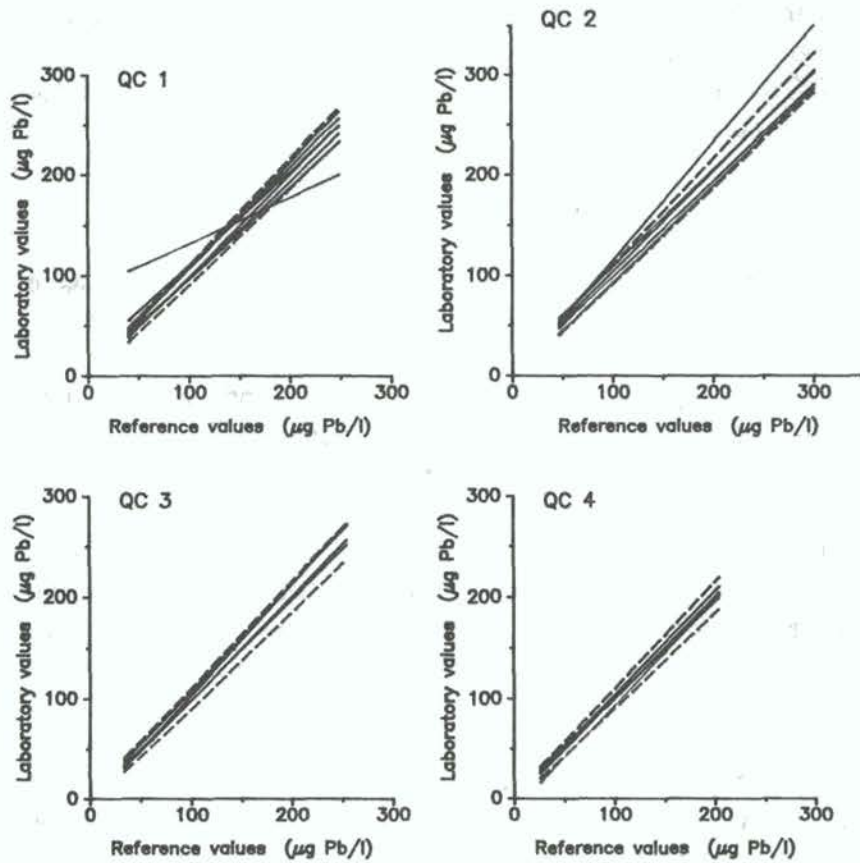 QC 1
300
200
100
0
Laboratory values (μg Pb/l)
0 100 200 300
Reference values (μg Pb/l)
QC 2
300
200
100
0
Laboratory values (μg Pb/l)
0 100 200 300
Reference values (μg Pb/l)
QC 3
300
200
100
0
Laboratory values (μg Pb/l)
0 100 200 300
Reference values (μg Pb/l)
QC 4
300
200
100
0
Laboratory values (μg Pb/l)
0 100 200 300
Reference values (μg Pb/l)